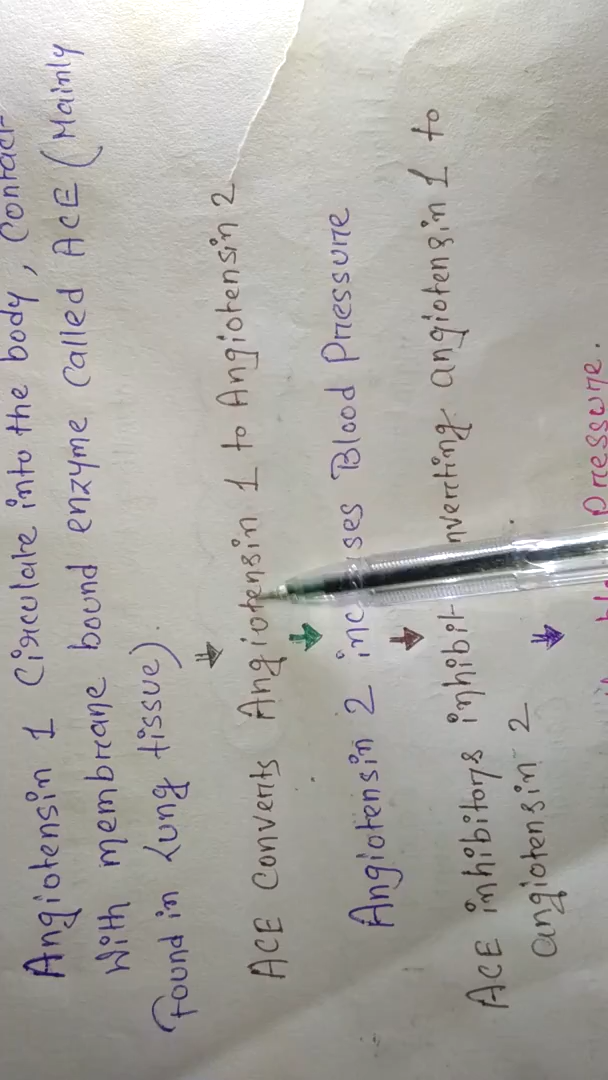 Angiotensin 1 Circulate into the body, Contact
With membrane bound enzyme called ACE (Mainly
Found in Lung tissue).
ACE converts Angiotensin 1 to Angiotensin 2
Angiotensin 2 inc ses Blood Pressure
ACE inhibitors inhibit nverting angiotensin 1 to
angiotensin 2
Pressure.